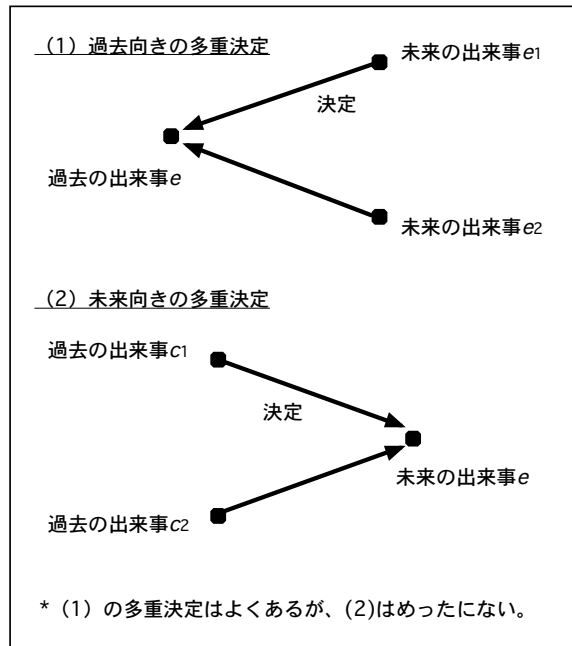 （1）過去向きの多重決定
未来の出来事e1
決定
過去の出来事e
未来の出来事e2
（2）未来向きの多重決定
過去の出来事c1
決定
未来の出来事e
過去の出来事c2
*（1）の多重決定はよくあるが、(2)はめったにない。